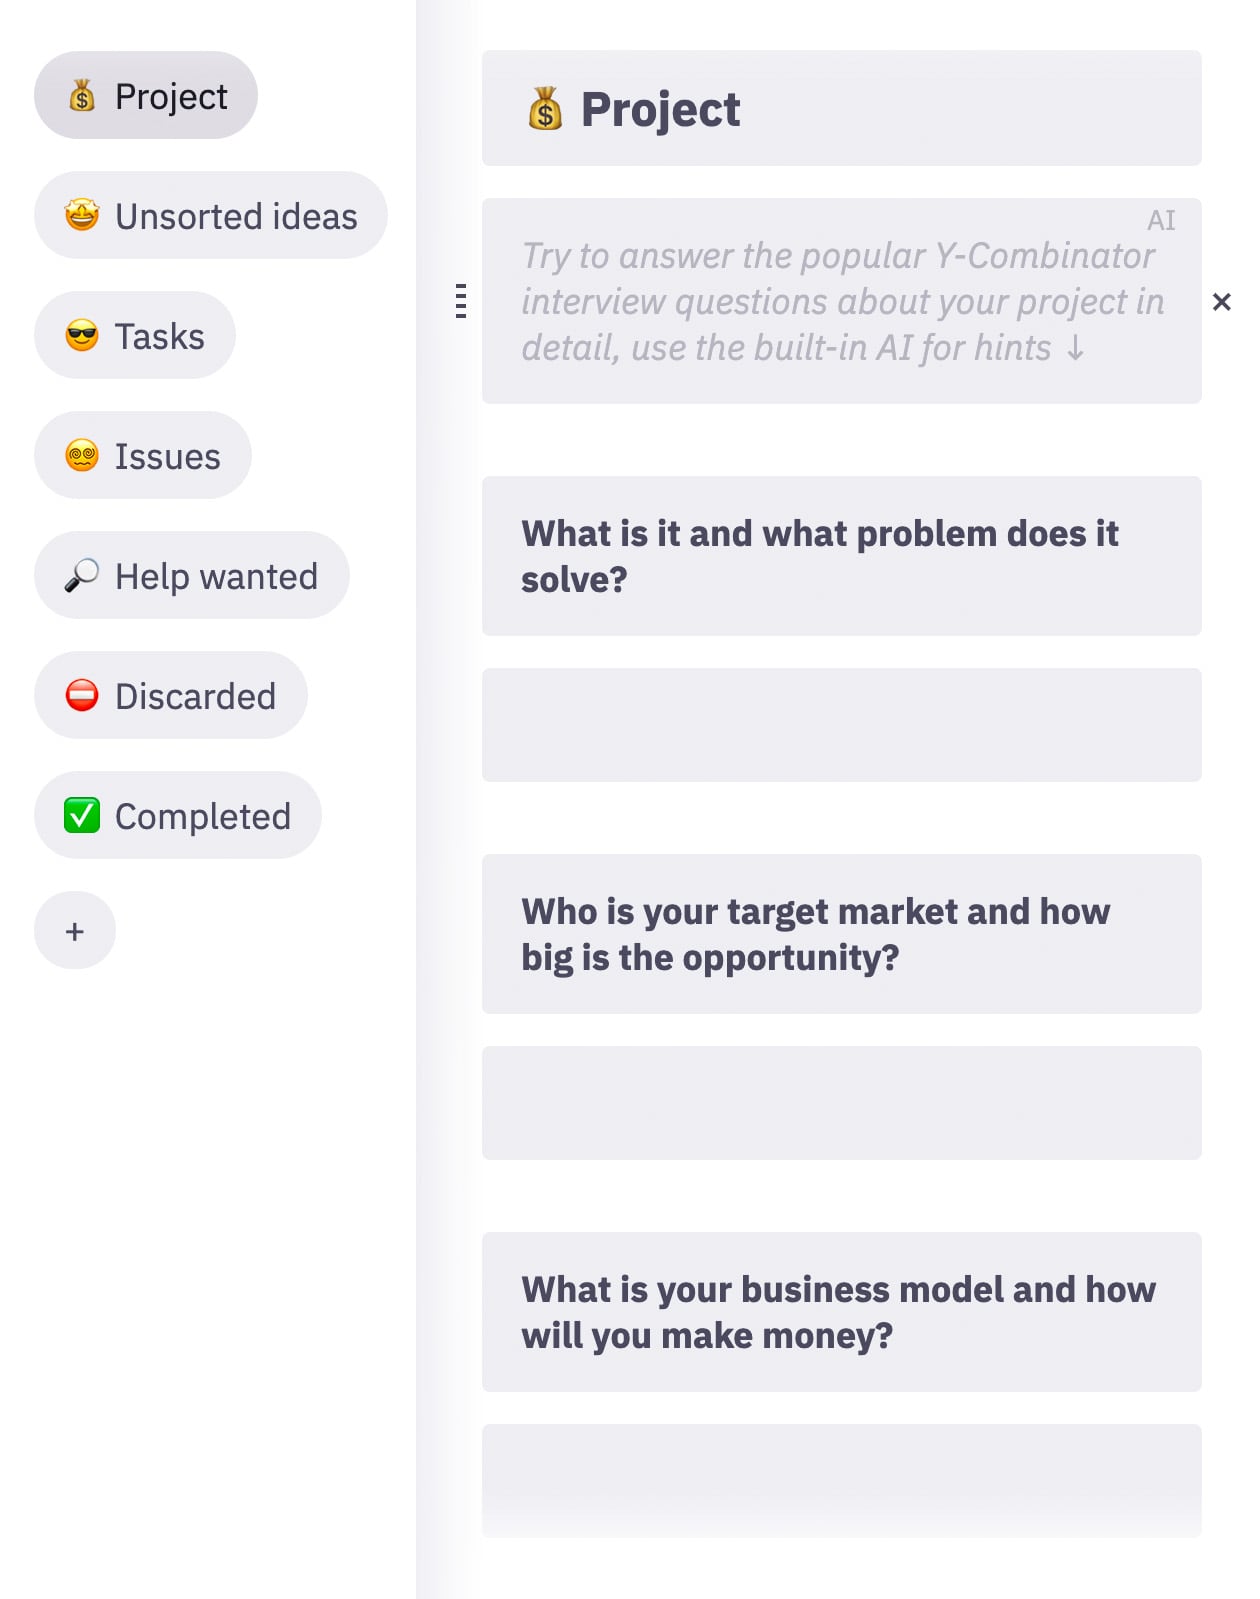 💰 Project
🤩 Unsorted ideas
😎 Tasks
😵‍💫 Issues
🔎 Help wanted
⛔ Discarded
✅ Completed
+
💰 Project
AI
Try to answer the popular Y-Combinator
interview questions about your project in
detail, use the built-in AI for hints ↓
What is it and what problem does it
solve?
Who is your target market and how
big is the opportunity?
What is your business model and how
will you make money?